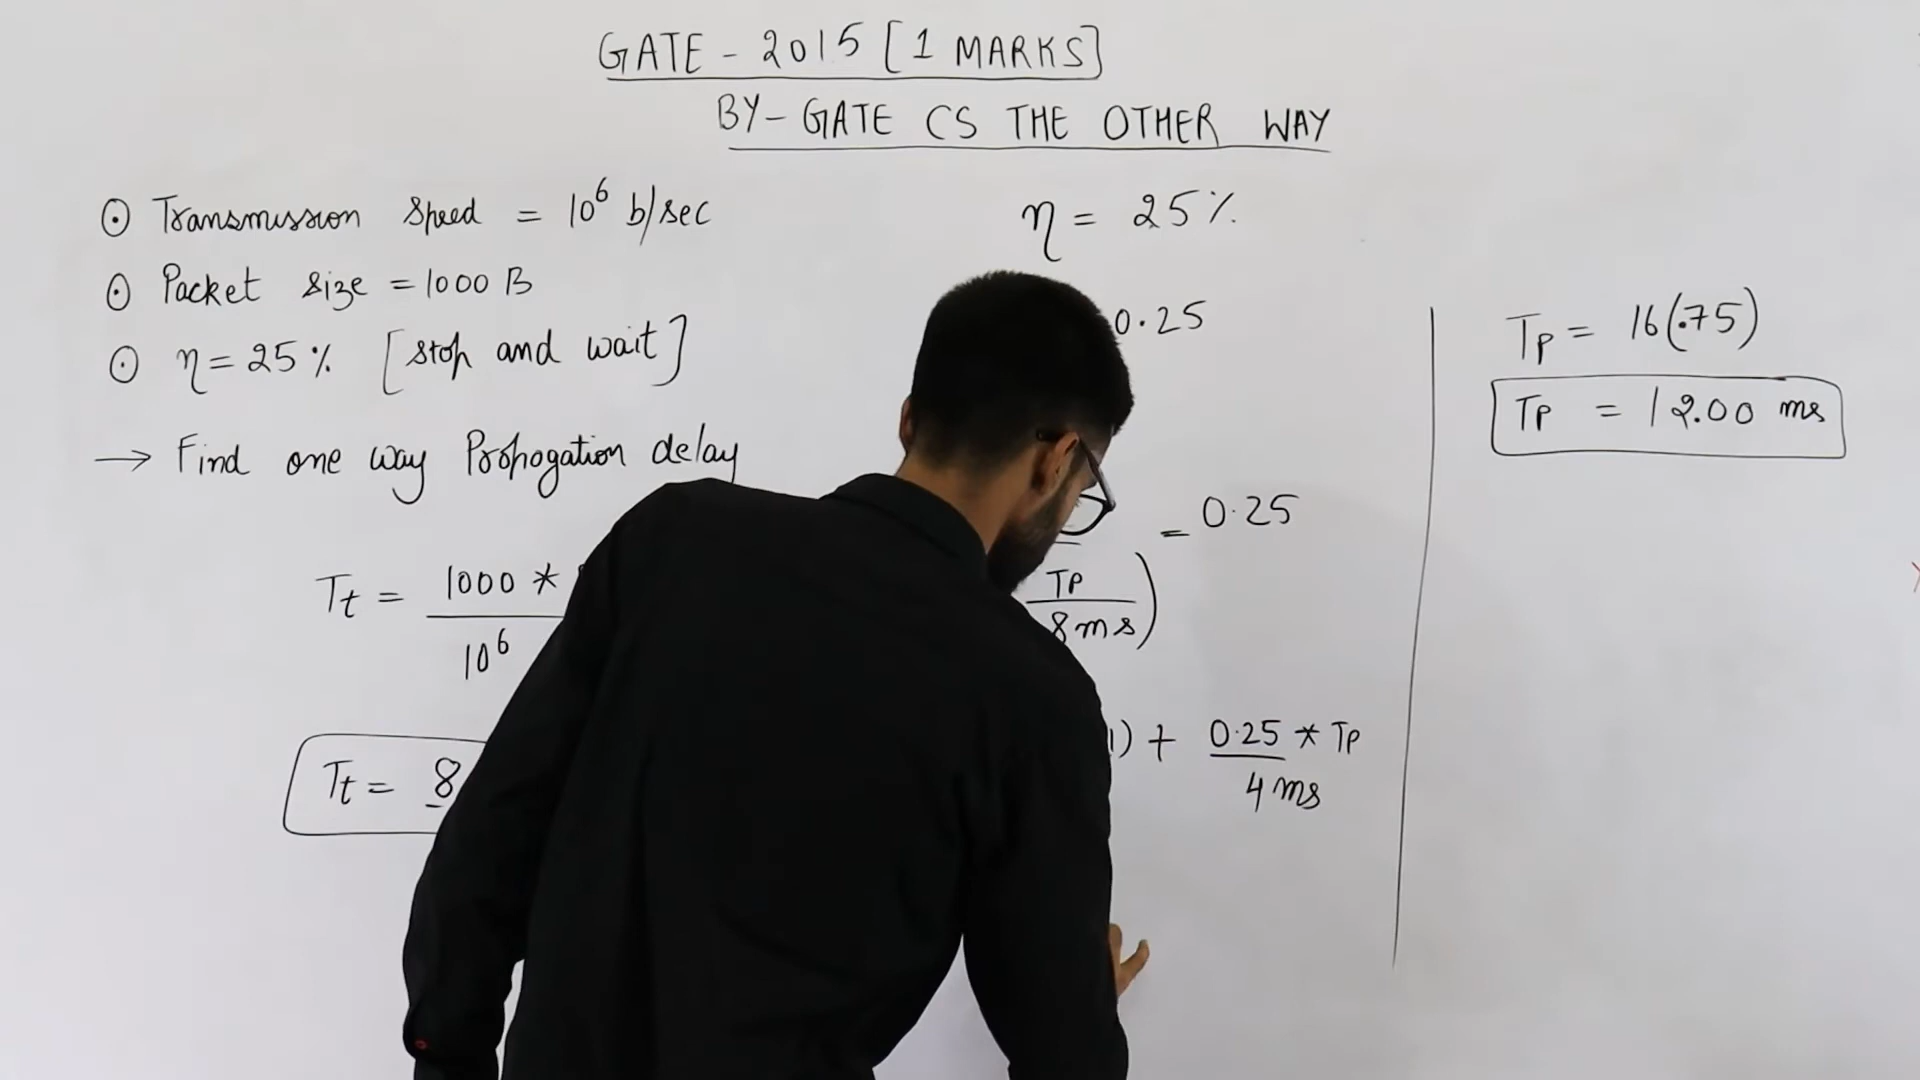 GATE - 2015 [1 MARKS]
BY- GATE CS THE OTHER WAY
⊙ Transmission Speed = 10⁶ b/sec
⊙ Packet size = 1000 B
⊙ η = 25 % [stop and wait]
→ Find one way Propogation delay
Tt = 1000 *
10⁶
Tt = 8
η = 25 %
0.25
= 0.25
Tp
8ms)
1) + 0.25 * Tp
4 ms
Tp = 16(.75)
Tp = 12.00 ms